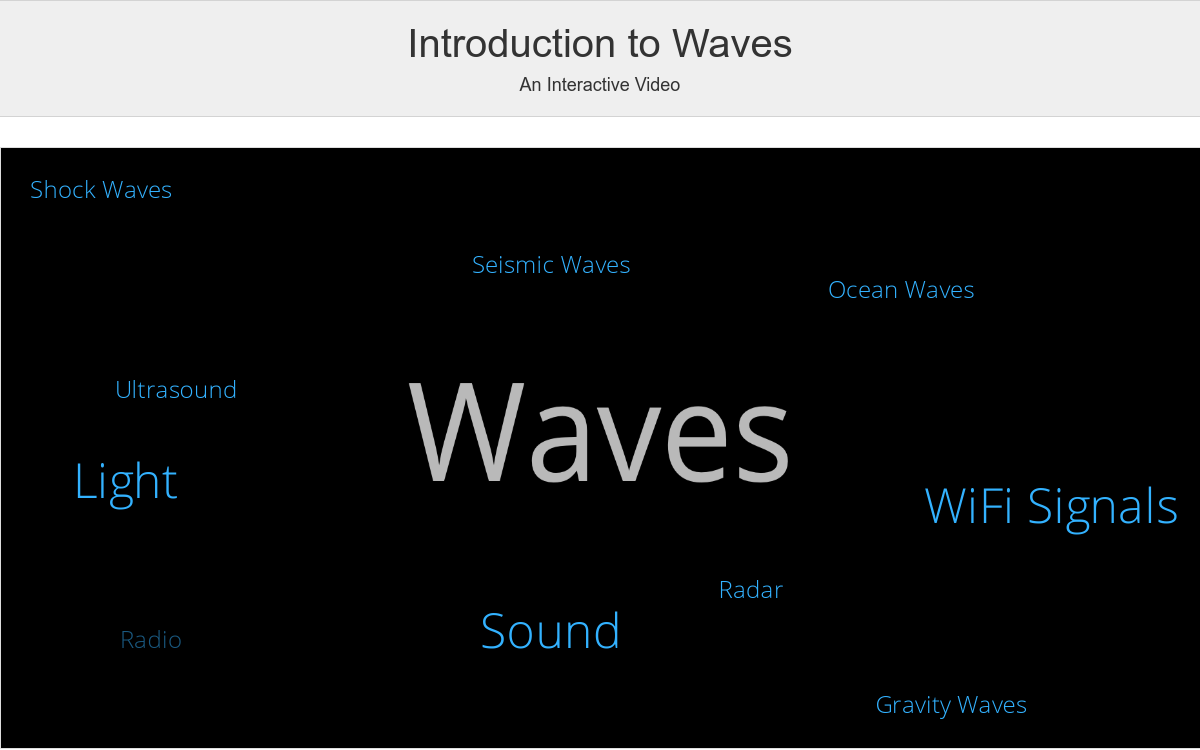 Introduction to Waves
An Interactive Video
Shock Waves
Seismic Waves
Ocean Waves
Ultrasound
Waves
Light
WiFi Signals
Radar
Sound
Radio
Gravity Waves